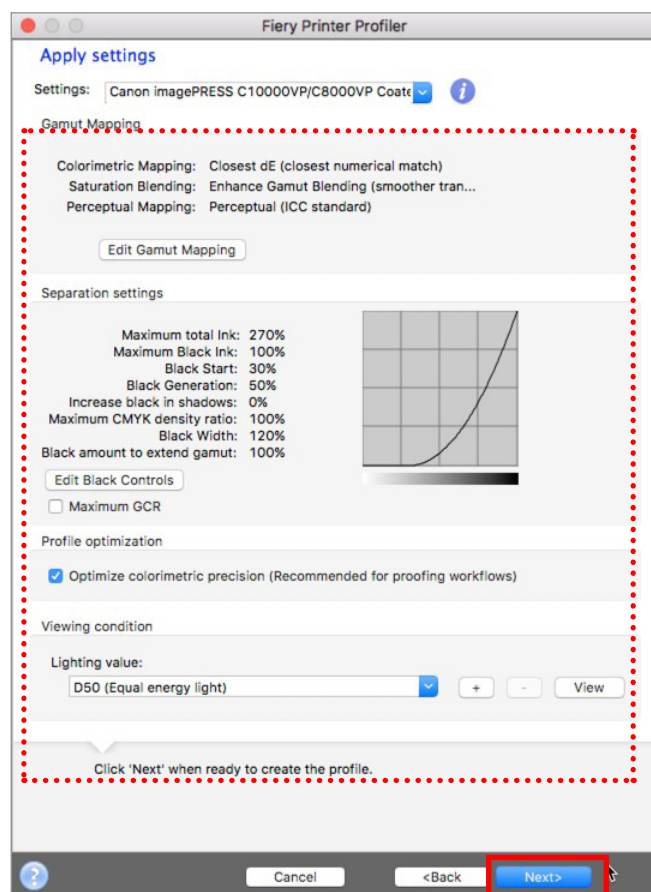 Fiery Printer Profiler
Apply settings
Settings: Canon imagePRESS C10000VP/C8000VP Coate
i
Gamut Mapping
Colorimetric Mapping: Closest dE (closest numerical match)
Saturation Blending: Enhance Gamut Blending (smoother tran...
Perceptual Mapping: Perceptual (ICC standard)
Edit Gamut Mapping
Separation settings
Maximum total Ink: 270%
Maximum Black Ink: 100%
Black Start: 30%
Black Generation: 50%
Increase black in shadows: 0%
Maximum CMYK density ratio: 100%
Black Width: 120%
Black amount to extend gamut: 100%
Edit Black Controls
Maximum GCR
Profile optimization
Optimize colorimetric precision (Recommended for proofing workflows)
Viewing condition
Lighting value:
D50 (Equal energy light) + - View
Click 'Next' when ready to create the profile.
? Cancel <Back Next>